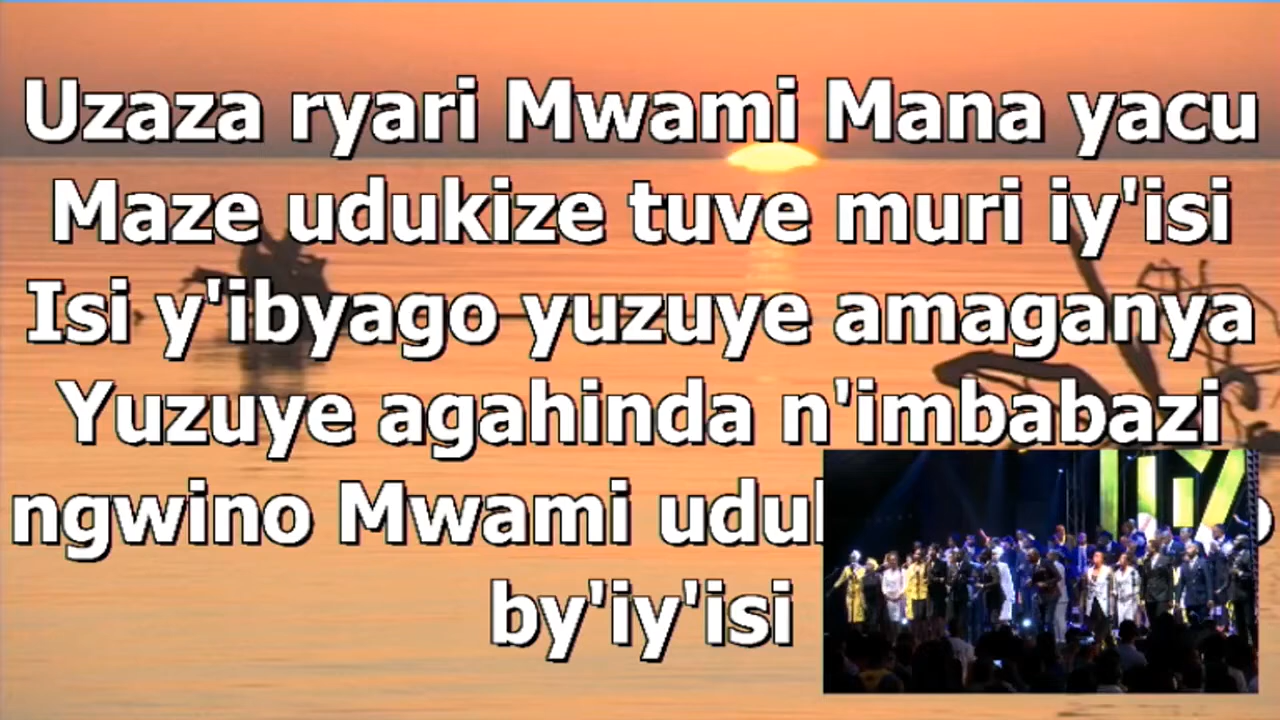 Uzaza ryari Mwami Mana yacu
Maze udukize tuve muri iy'isi
Isi y'ibyago yuzuye amaganya
Yuzuye agahinda n'imbabazi
ngwino Mwami
by'iy'isi